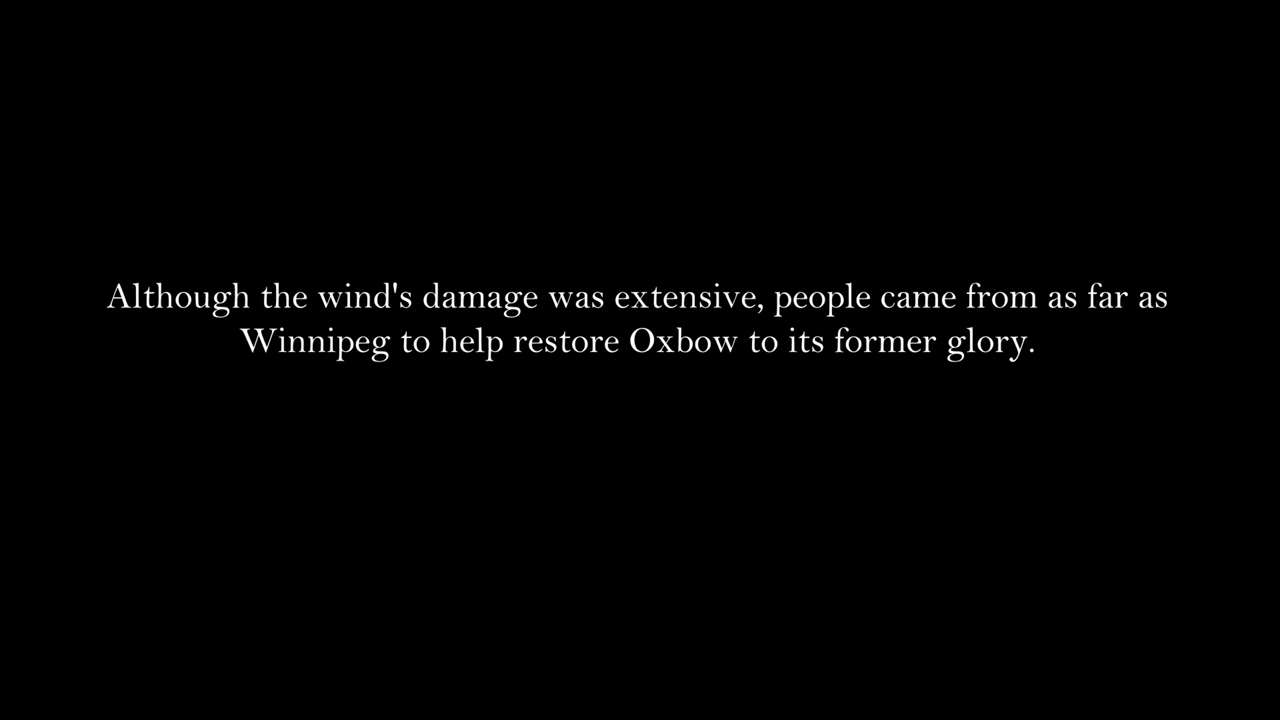 Although the wind's damage was extensive, people came from as far as
Winnipeg to help restore Oxbow to its former glory.